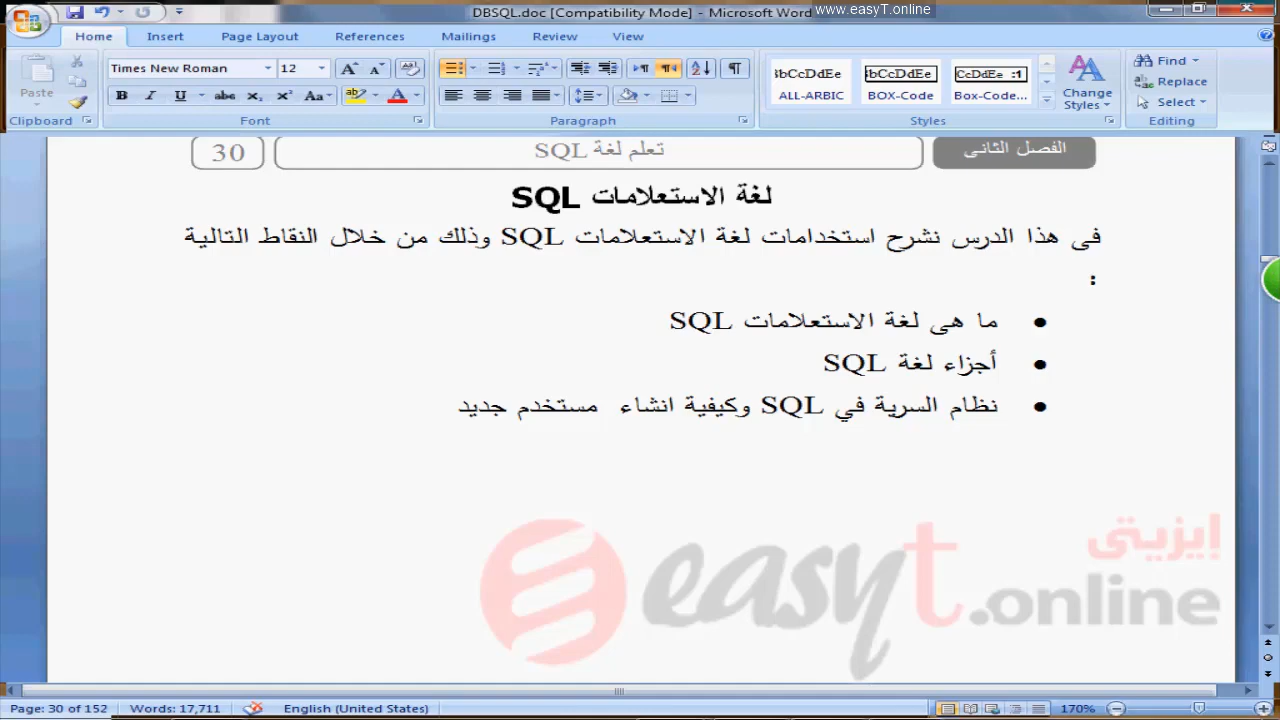 DBSQL-E [Compatibility Mode] - Microsoft Word
www.easyT.online
Home Insert Page Layout References Mailings Review View
Times New Roman 12
Paste
Find
Replace
Select
ALL-ARBIC BOX-Code Box-Code... Change Styles
Clipboard Font Paragraph Styles Editing
الفصل الثانى تعلم لغة SQL 30
لغة الاستعلامات SQL
فى هذا الدرس نشرح استخدامات لغة الاستعلامات SQL وذلك من خلال النقاط التالية
:
● ما هى لغة الاستعلامات SQL
● أجزاء لغة SQL
● نظام السرية في SQL وكيفية انشاء مستخدم جديد
إيزيتى
easyt.online
Page: 30 of 152 Words: 17,711 English (United States) 170%